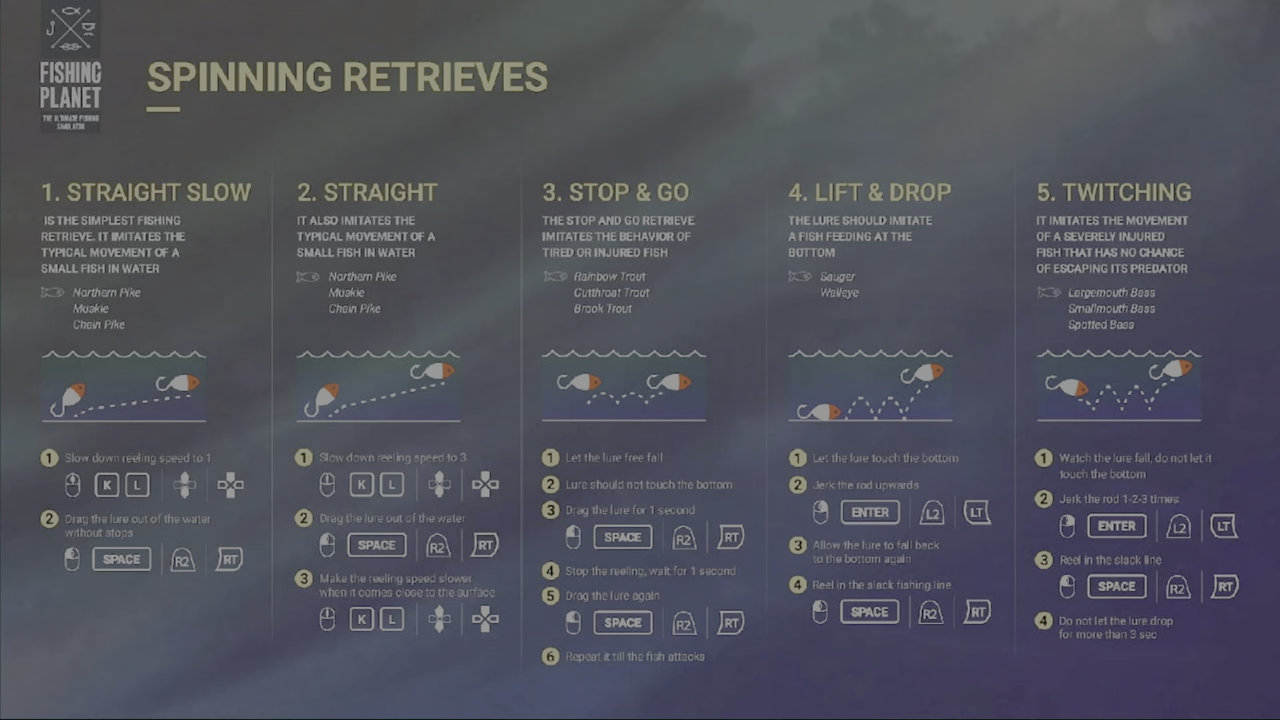 FISHING
PLANET
THE ULTIMATE FISHING
SIMULATOR
SPINNING RETRIEVES
1. STRAIGHT SLOW
IS THE SIMPLEST FISHING
RETRIEVE. IT IMITATES THE
TYPICAL MOVEMENT OF A
SMALL FISH IN WATER
Northern Pike
Muskie
Chain Pike
1 Slow down reeling speed to 1
K L
2 Drag the lure out of the water
without stops
SPACE R2 RT
2. STRAIGHT
IT ALSO IMITATES THE
TYPICAL MOVEMENT OF A
SMALL FISH IN WATER
Northern Pike
Muskie
Chain Pike
1 Slow down reeling speed to 3
K L
2 Drag the lure out of the water
SPACE R2 RT
3 Make the reeling speed slower
when it comes close to the surface
K L
3. STOP & GO
THE STOP AND GO RETRIEVE
IMITATES THE BEHAVIOR OF
TIRED OR INJURED FISH
Rainbow Trout
Cutthroat Trout
Brook Trout
1 Let the lure free fall
2 Lure should not touch the bottom
3 Drag the lure for 1 second
SPACE R2 RT
4 Stop the reeling, wait for 1 second
5 Drag the lure again
SPACE R2 RT
6 Repeat it till the fish attacks
4. LIFT & DROP
THE LURE SHOULD IMITATE
A FISH FEEDING AT THE
BOTTOM
Sauger
Walleye
1 Let the lure touch the bottom
2 Jerk the rod upwards
ENTER L2 LT
3 Allow the lure to fall back
to the bottom again
4 Reel in the slack fishing line
SPACE R2 RT
5. TWITCHING
IT IMITATES THE MOVEMENT
OF A SEVERELY INJURED
FISH THAT HAS NO CHANCE
OF ESCAPING ITS PREDATOR
Largemouth Bass
Smallmouth Bass
Spotted Bass
1 Watch the lure fall, do not let it
touch the bottom
2 Jerk the rod 1-2-3 times
ENTER L2 LT
3 Reel in the slack line
SPACE R2 RT
4 Do not let the lure drop
for more than 3 sec